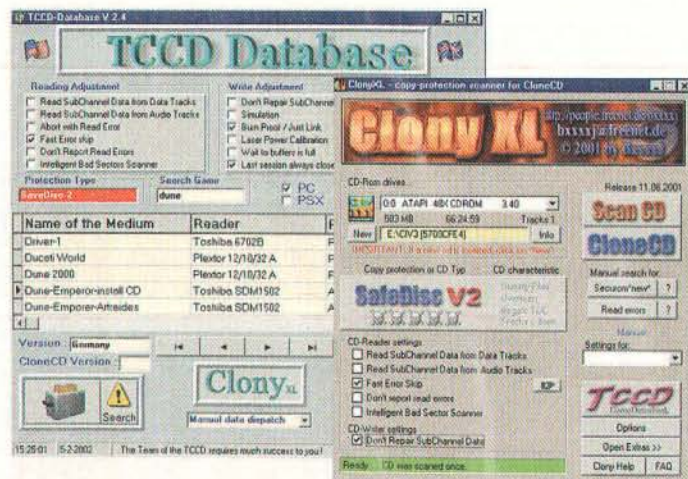 TCCD-Database V 2.4
TCCD Database
Reading Adjustment
Read SubChannel Data from Data Tracks
Read SubChannel Data from Audio Tracks
Abort with Read Error
Fast Error skip
Don't Report Read Errors
Intelligent Bad Sectors Scanner
Write Adjustment
Don't Repair SubChannel
Simulation
Burn Proof / Just Link
Laser Power Calibration
Wait to buffers is full
Last session always close
Protection Type
SaveDisc-2
Search Game
dune
PC
PSX
Name of the Medium
Reader
Driver-1
Toshiba 6702B
Ducati World
Plextor 12/10/32 A
Dune 2000
Plextor 12/10/32 A
Dune-Emperor-install CD
Toshiba SDM1502
Dune-Emporer-Artreides
Toshiba SDM1502
Version :
Germany
CloneCD Version :
Search
Clony XL
Manual data dispatch
15:25:01
5-2-2002
The Team of the TCCD requires much success to you!
ClonyXL - copy-protection scanner for CloneCD
Clony XL
bxxxxj@freenet.de
© 2001 by
CD-Rom drives...
Release 11.06.2001
0:0 ATAPI 48X CDROM 3.40
583 MB
66:24:59
Tracks 1
New
E:\CIV3 [5703CFE4]
Info
Scan CD
CloneCD
Copy protection or CD Typ
CD characteristic
SafeDisc V2
Manual search for
Securom*new*
?
Read errors
?
Manual
Settings for:
CD-Reader settings
Read SubChannel Data from Data Tracks
Read SubChannel Data from Audio Tracks
Fast Error Skip
Don't report read errors
Intelligent Bad Sector Scanner
CD-Writer settings
Don't Repair SubChannel Data
TCCD
Options
Open Extras >>
Clony Help
FAQ
Ready
CD was scaned once.